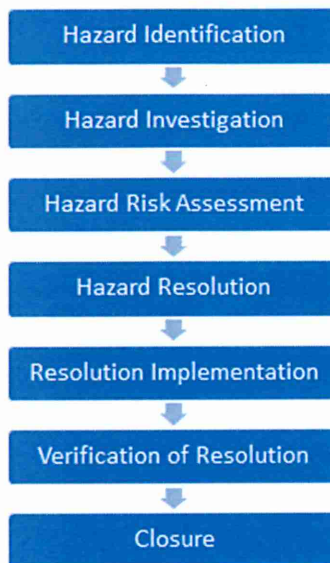 Hazard Identification
Hazard Investigation
Hazard Risk Assessment
Hazard Resolution
Resolution Implementation
Verification of Resolution
Closure